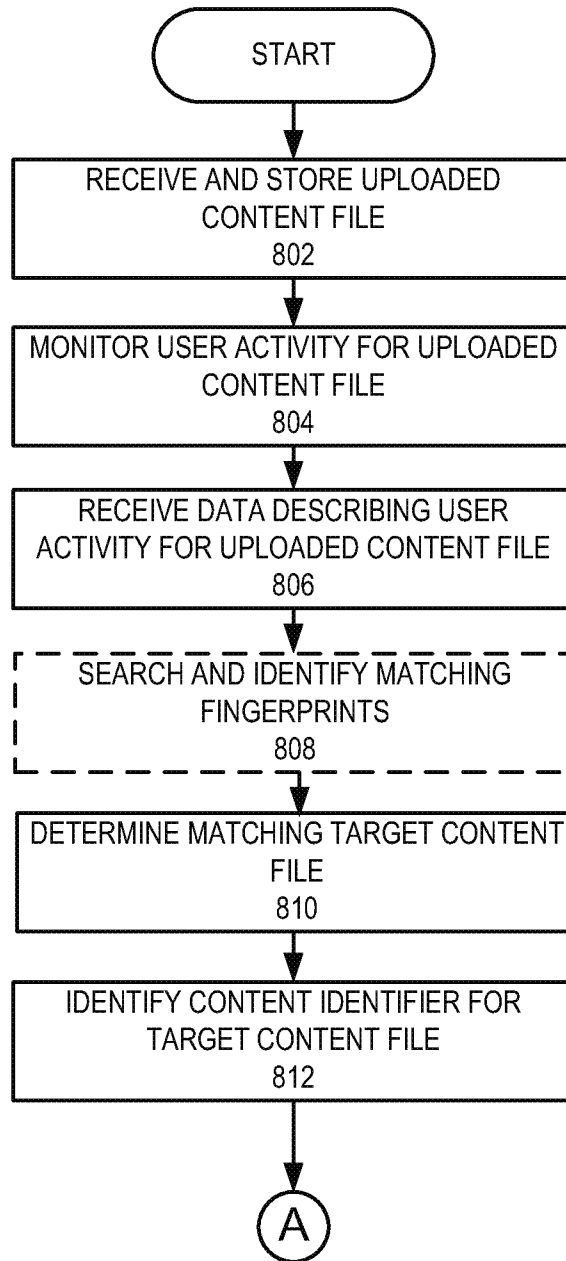 START
RECEIVE AND STORE UPLOADED
CONTENT FILE
802
MONITOR USER ACTIVITY FOR UPLOADED
CONTENT FILE
804
RECEIVE DATA DESCRIBING USER
ACTIVITY FOR UPLOADED CONTENT FILE
806
SEARCH AND IDENTIFY MATCHING
FINGERPRINTS
808
DETERMINE MATCHING TARGET CONTENT
FILE
810
IDENTIFY CONTENT IDENTIFIER FOR
TARGET CONTENT FILE
812
A